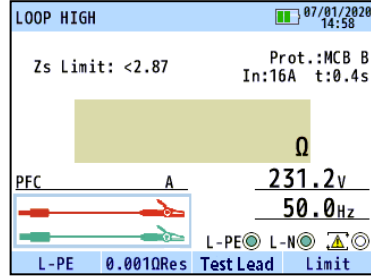 LOOP HIGH 07/01/2020
14:58
Zs Limit: <2.87 Prot.:MCB B
In:16A t:0.4s
Ω
PFC A 231.2V
50.0Hz
L-PE L-N
L-PE 0.001ΩRes Test Lead Limit